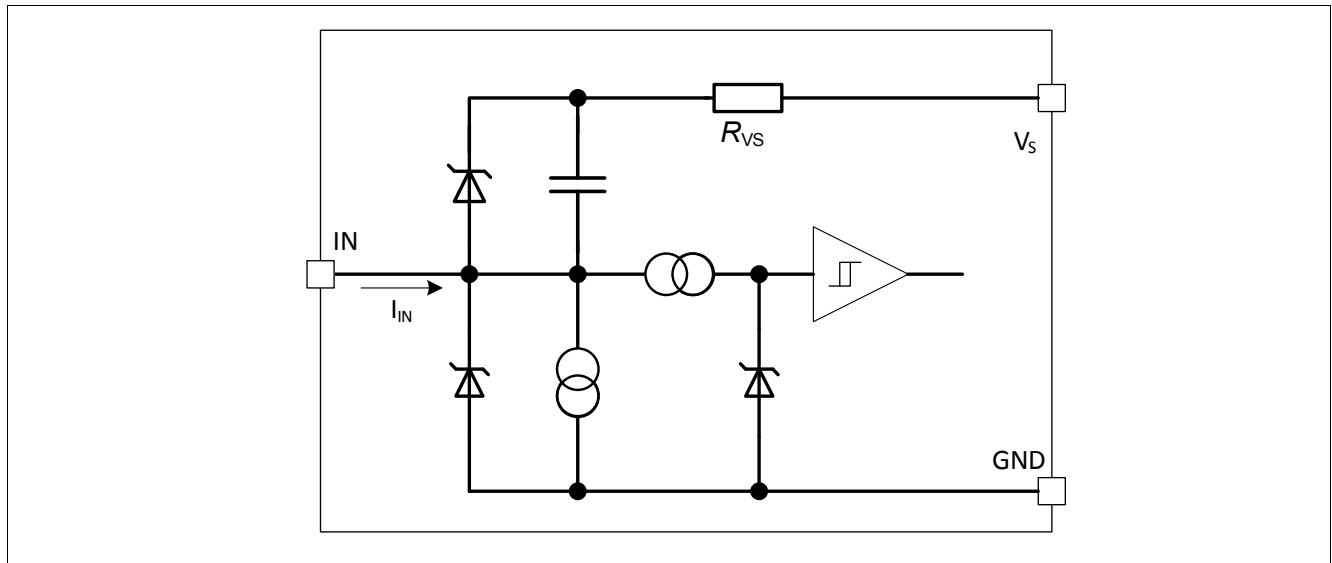 R_VS
V_S
IN
I_IN
GND